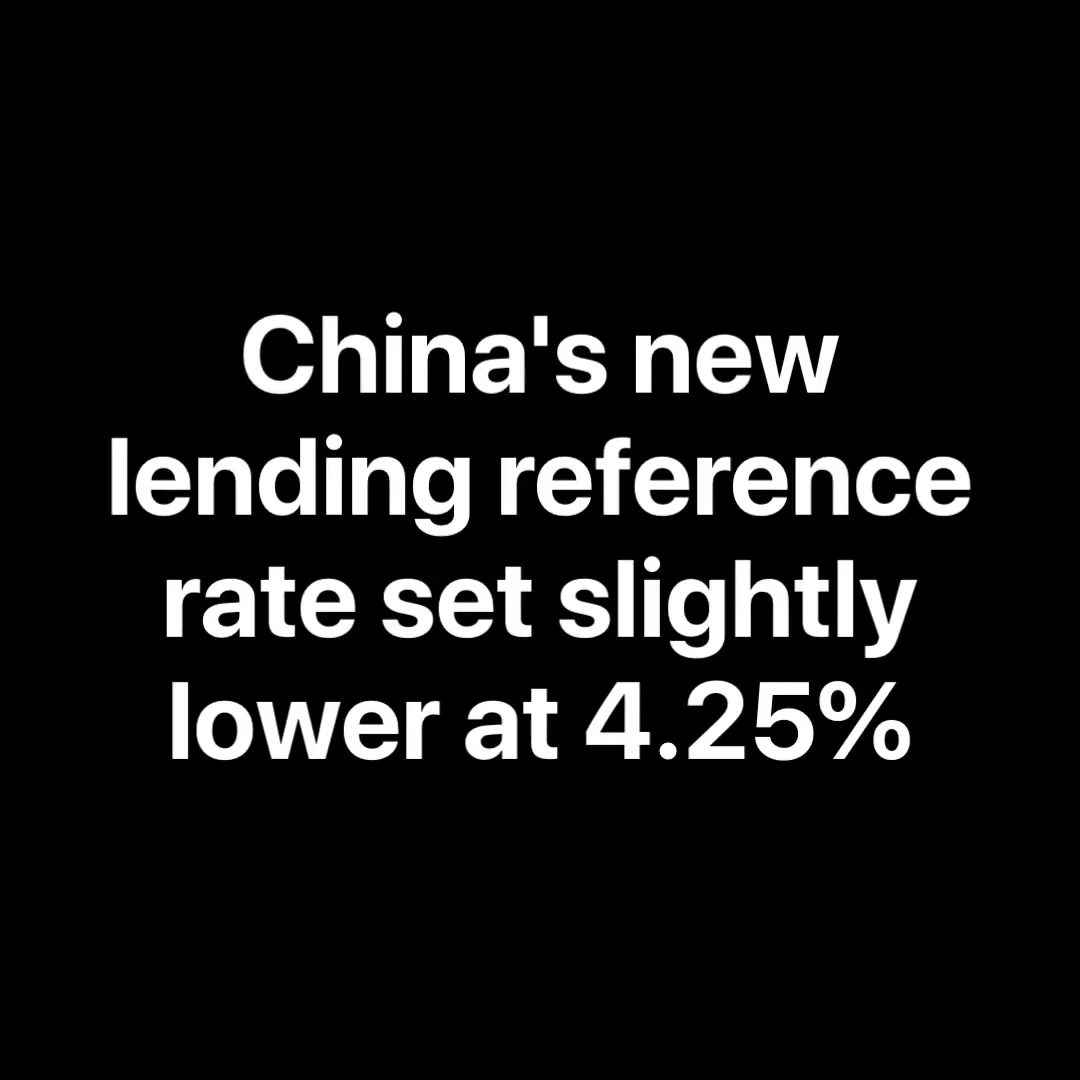 China's new
lending reference
rate set slightly
lower at 4.25%